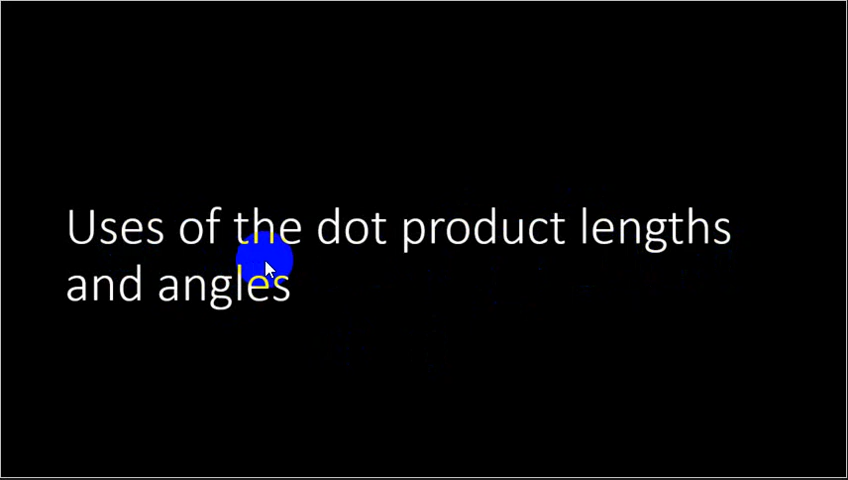 Uses of the dot product lengths
and angles